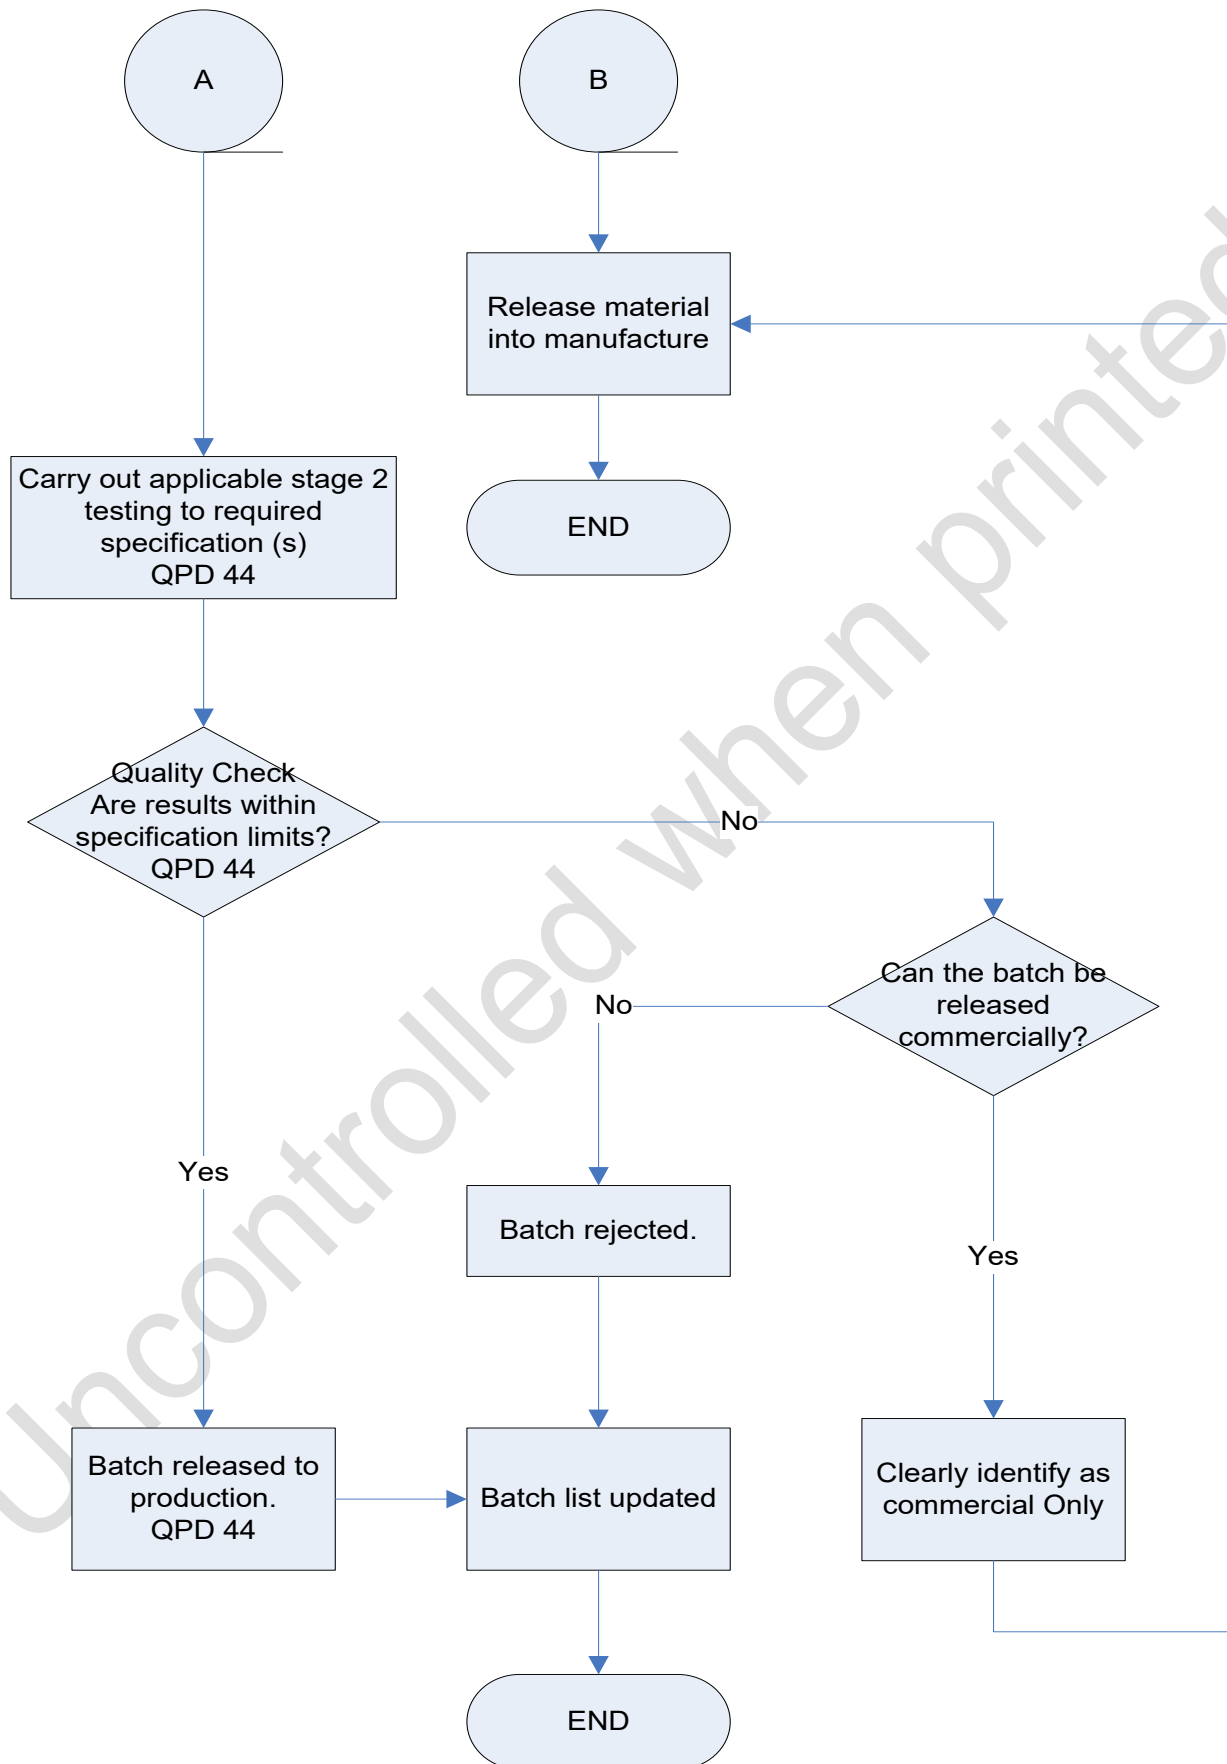 A
B
Release material
into manufacture
Carry out applicable stage 2
testing to required
specification (s)
QPD 44
END
Quality Check
Are results within
specification limits?
QPD 44
No
Can the batch be
released
commercially?
No
Yes
Batch rejected.
Yes
Batch released to
production.
QPD 44
Batch list updated
Clearly identify as
commercial Only
END
Uncontrolled when printed